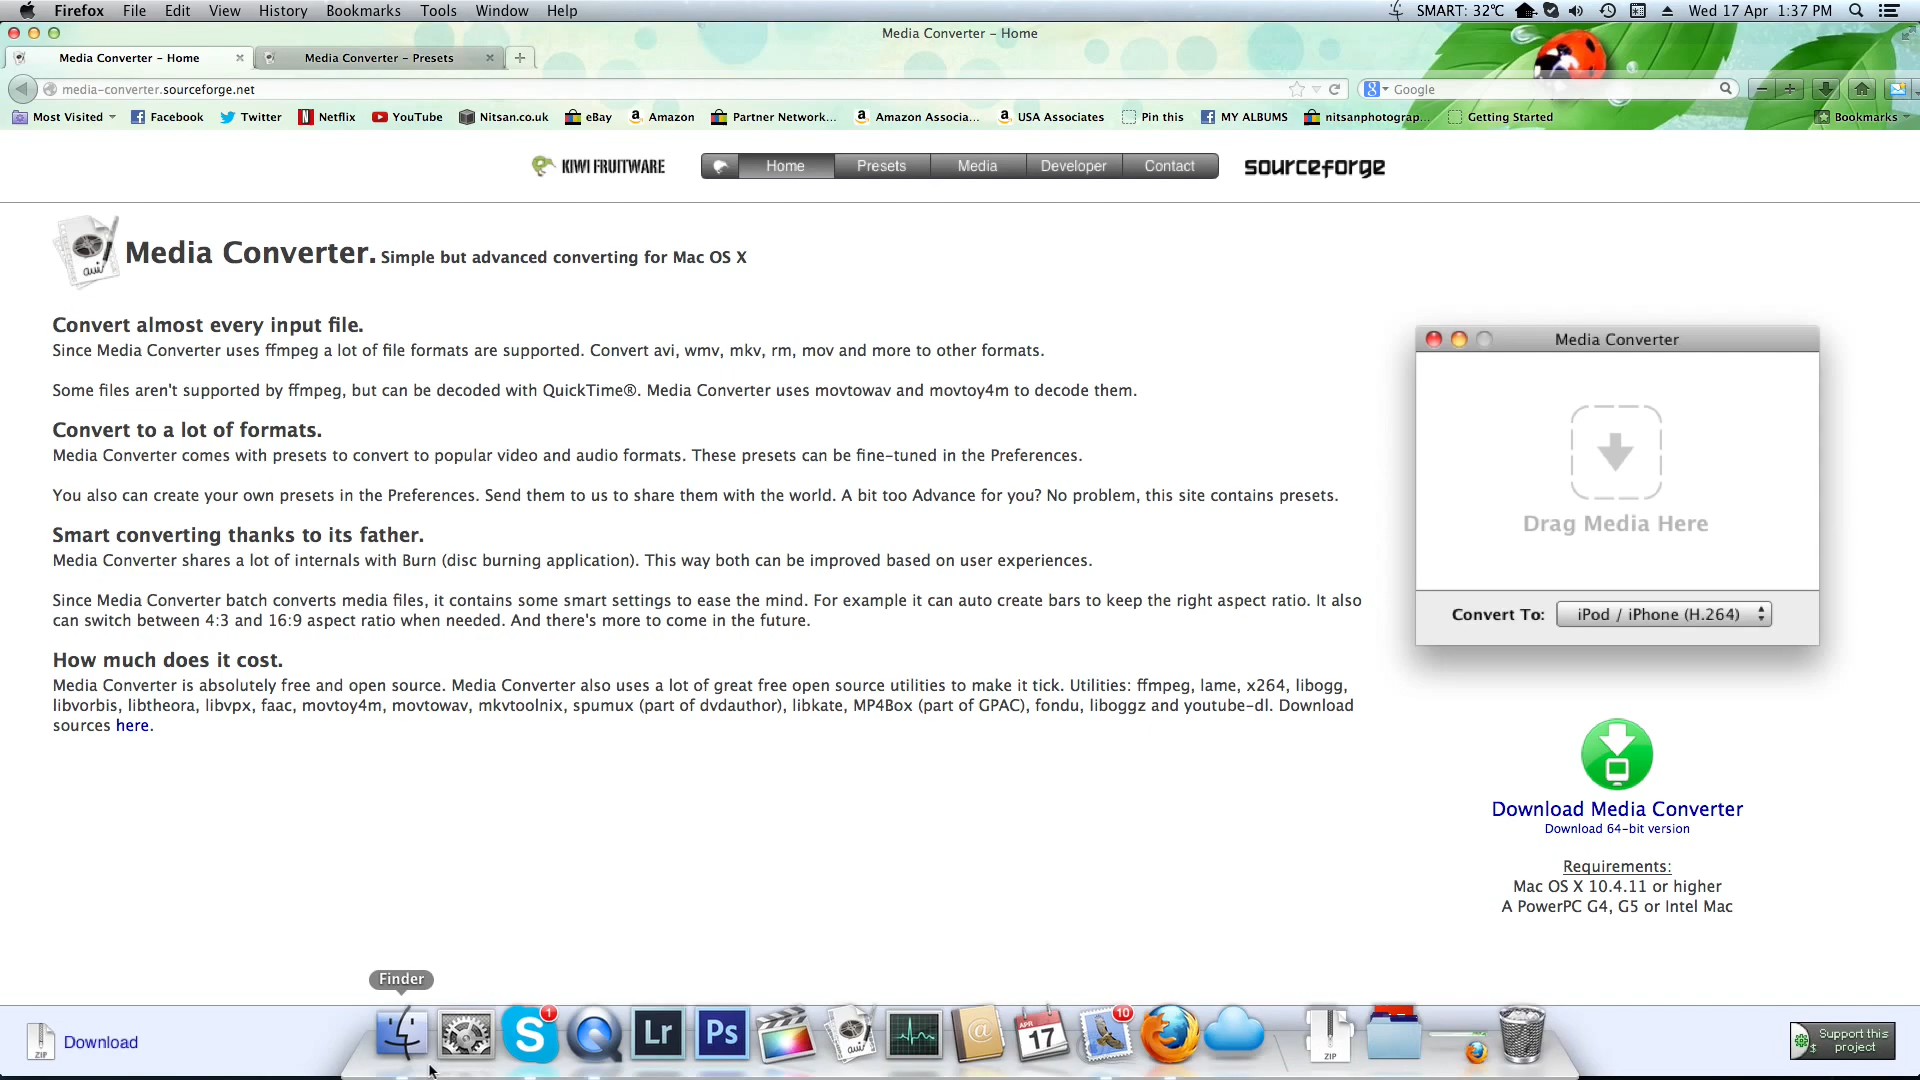 Firefox File Edit View History Bookmarks Tools Window Help SMART: 32°C Wed 17 Apr 1:37 PM
Media Converter – Home
Media Converter – Home Media Converter – Presets
media-converter.sourceforge.net Google
Most Visited Facebook Twitter Netflix YouTube Nitsan.co.uk eBay Amazon Partner Network... Amazon Associa... USA Associates Pin this MY ALBUMS nitsanphotograp... Getting Started Bookmarks
KIWI FRUITWARE Home Presets Media Developer Contact sourceforge
Media Converter. Simple but advanced converting for Mac OS X
Convert almost every input file.
Since Media Converter uses ffmpeg a lot of file formats are supported. Convert avi, wmv, mkv, rm, mov and more to other formats.
Some files aren't supported by ffmpeg, but can be decoded with QuickTime®. Media Converter uses movtowav and movtoy4m to decode them.
Convert to a lot of formats.
Media Converter comes with presets to convert to popular video and audio formats. These presets can be fine-tuned in the Preferences.
You also can create your own presets in the Preferences. Send them to us to share them with the world. A bit too Advance for you? No problem, this site contains presets.
Smart converting thanks to its father.
Media Converter shares a lot of internals with Burn (disc burning application). This way both can be improved based on user experiences.
Since Media Converter batch converts media files, it contains some smart settings to ease the mind. For example it can auto create bars to keep the right aspect ratio. It also
can switch between 4:3 and 16:9 aspect ratio when needed. And there's more to come in the future.
How much does it cost.
Media Converter is absolutely free and open source. Media Converter also uses a lot of great free open source utilities to make it tick. Utilities: ffmpeg, lame, x264, libogg,
libvorbis, libtheora, libvpx, faac, movtoy4m, movtowav, mkvtoolnix, spumux (part of dvdauthor), libkate, MP4Box (part of GPAC), fondu, liboggz and youtube-dl. Download
sources here.
Media Converter
Drag Media Here
Convert To: iPod / iPhone (H.264)
Download Media Converter
Download 64-bit version
Requirements:
Mac OS X 10.4.11 or higher
A PowerPC G4, G5 or Intel Mac
Finder
ZIP Download
S 1 Lr Ps avi @ APR 17 10 ZIP
Support this
$ project